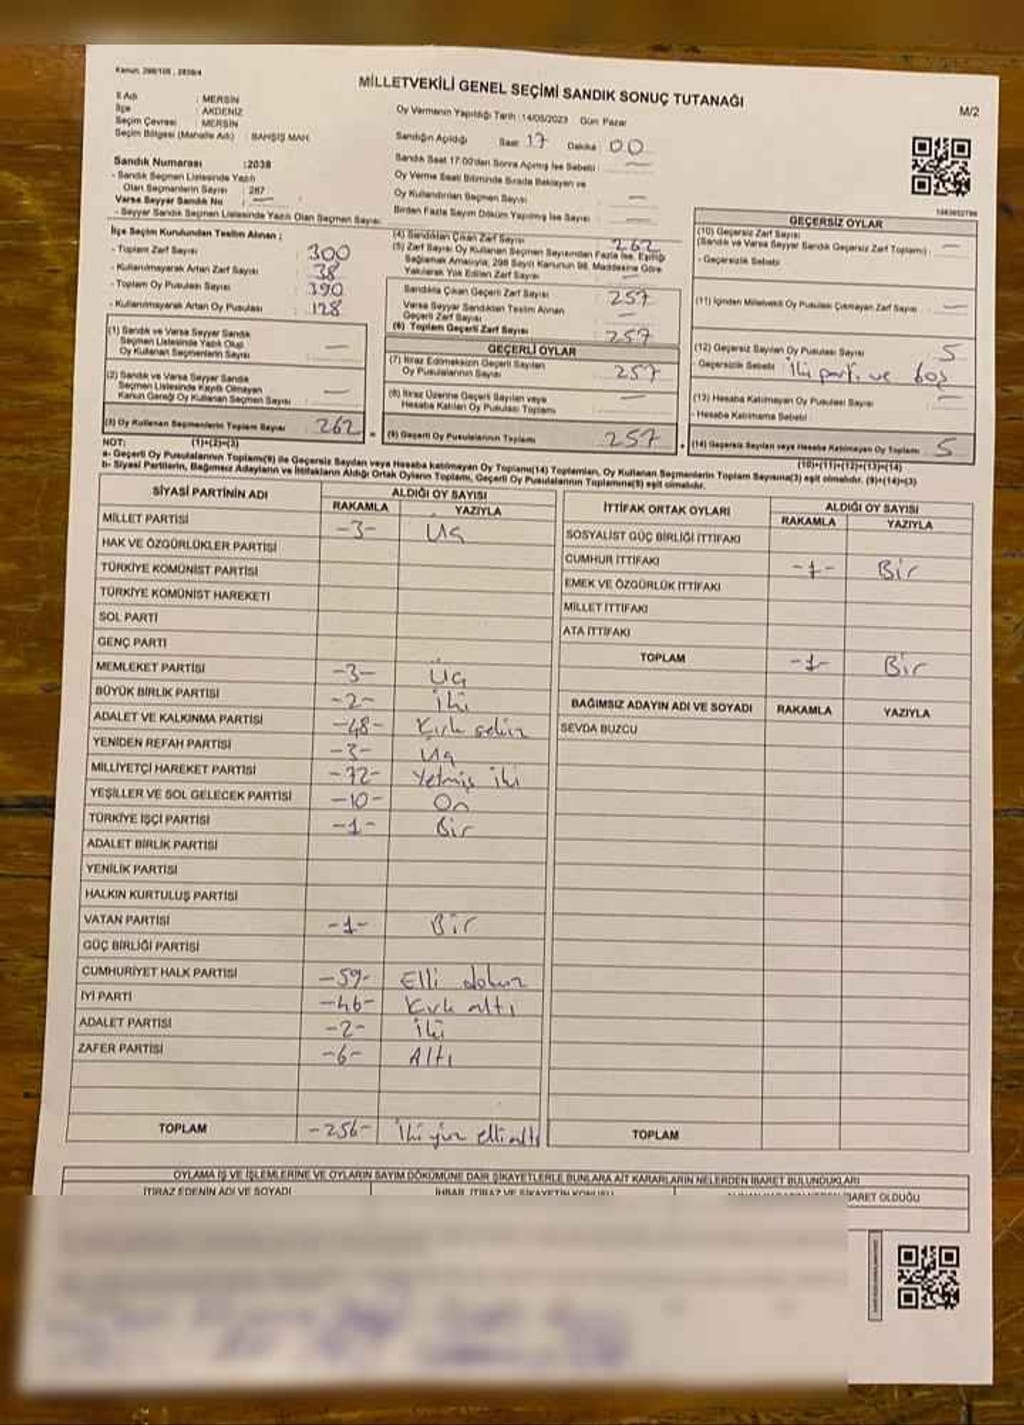 Kanun: 298/105 , 2839/4
MİLLETVEKİLİ GENEL SEÇİMİ SANDIK SONUÇ TUTANAĞI
M/2
İl Adı : MERSİN
İlçe : AKDENİZ
Seçim Çevresi : MERSİN
Seçim Bölgesi (Mahalle Adı) : BAHŞİŞ MAH.
Oy Vermenin Yapıldığı Tarih :14/05/2023 Gün: Pazar
Sandığın Açıldığı Saat 17 Dakika : 00
Sandık Saat 17:00'den Sonra Açılmış İse Sebebi : —
Oy Verme Saati Bitiminde Sırada Bekleyen ve
Oy Kullandırılan Seçmen Sayısı : —
Birden Fazla Sayım Döküm Yapılmış İse Sayısı : —
Sandık Numarası :2038
- Sandık Seçmen Listesinde Yazılı
Olan Seçmenlerin Sayısı : 287
Varsa Seyyar Sandık No : —
- Seyyar Sandık Seçmen Listesinde Yazılı Olan Seçmen Sayısı:
İlçe Seçim Kurulundan Teslim Alınan ;
- Toplam Zarf Sayısı : 300
- Kullanılmayarak Artan Zarf Sayısı : 38
- Toplam Oy Pusulası Sayısı : 390
- Kullanılmayarak Artan Oy Pusulası : 128
(1) Sandık ve Varsa Seyyar Sandık
Seçmen Listesinde Yazılı Olup
Oy Kullanan Seçmenlerin Sayısı : —
(2) Sandık ve Varsa Seyyar Sandık
Seçmen Listesinde Kayıtlı Olmayan
Kanun Gereği Oy Kullanan Seçmen Sayısı : —
(3) Oy Kullanan Seçmenlerin Toplam Sayısı : 262
(1)+(2)=(3)
(4) Sandıktan Çıkan Zarf Sayısı : 262
(5) Zarf Sayısı Oy Kullanan Seçmen Sayısından Fazla İse, Eşitliği
Sağlamak Amacıyla, 298 Sayılı Kanunun 98. Maddesine Göre
Yakılarak Yok Edilen Zarf Sayısı : —
Sandıkta Çıkan Geçerli Zarf Sayısı : 257
Varsa Seyyar Sandıktan Teslim Alınan
Geçerli Zarf Sayısı : —
(6) Toplam Geçerli Zarf Sayısı : 257
GEÇERLİ OYLAR
(7) İtiraz Edilmeksizin Geçerli Sayılan
Oy Pusulalarının Sayısı : 257
(8) İtiraz Üzerine Geçerli Sayılan veya
Hesaba Katılan Oy Pusulası Toplamı : —
(9) Geçerli Oy Pusulalarının Toplamı : 257
GEÇERSİZ OYLAR
(10) Geçersiz Zarf Sayısı
(Sandık ve Varsa Seyyar Sandık Geçersiz Zarf Toplamı) : —
- Geçersizlik Sebebi :
(11) İçinden Milletvekili Oy Pusulası Çıkmayan Zarf Sayısı : —
(12) Geçersiz Sayılan Oy Pusulası Sayısı : 5
- Geçersizlik Sebebi : İki parti ve boş
(13) Hesaba Katılmayan Oy Pusulası Sayısı : —
- Hesaba Katılmama Sebebi :
(14) Geçersiz Sayılan veya Hesaba Katılmayan Oy Toplamı : 5
(10)+(11)+(12)+(13)=(14)
NOT:
a- Geçerli Oy Pusulalarının Toplamı(9) ile Geçersiz Sayılan veya Hesaba katılmayan Oy Toplamı(14) Toplamları, Oy Kullanan Seçmenlerin Toplam Sayısına(3) eşit olmalıdır. (9)+(14)=(3)
b- Siyasi Partilerin, Bağımsız Adayların ve İttifakların Aldığı Ortak Oyların Toplamı, Geçerli Oy Pusulalarının Toplamına(9) eşit olmalıdır.
SİYASİ PARTİNİN ADI ALDIĞI OY SAYISI
RAKAMLA YAZIYLA
MİLLET PARTİSİ -3- Üç
HAK VE ÖZGÜRLÜKLER PARTİSİ
TÜRKİYE KOMÜNİST PARTİSİ
TÜRKİYE KOMÜNİST HAREKETİ
SOL PARTİ
GENÇ PARTİ
MEMLEKET PARTİSİ -3- Üç
BÜYÜK BİRLİK PARTİSİ -2- İki
ADALET VE KALKINMA PARTİSİ -48- Kırk sekiz
YENİDEN REFAH PARTİSİ -3- Üç
MİLLİYETÇİ HAREKET PARTİSİ -72- Yetmiş iki
YEŞİLLER VE SOL GELECEK PARTİSİ -10- On
TÜRKİYE İŞÇİ PARTİSİ -1- Bir
ADALET BİRLİK PARTİSİ
YENİLİK PARTİSİ
HALKIN KURTULUŞ PARTİSİ
VATAN PARTİSİ -1- Bir
GÜÇ BİRLİĞİ PARTİSİ
CUMHURİYET HALK PARTİSİ -59- Elli dokuz
İYİ PARTİ -46- Kırk altı
ADALET PARTİSİ -2- İki
ZAFER PARTİSİ -6- Altı
TOPLAM -256- İki yüz elli altı
İTTİFAK ORTAK OYLARI ALDIĞI OY SAYISI
RAKAMLA YAZIYLA
SOSYALİST GÜÇ BİRLİĞİ İTTİFAKI
CUMHUR İTTİFAKI -1- Bir
EMEK VE ÖZGÜRLÜK İTTİFAKI
MİLLET İTTİFAKI
ATA İTTİFAKI
TOPLAM -1- Bir
BAĞIMSIZ ADAYIN ADI VE SOYADI RAKAMLA YAZIYLA
SEVDA BUZCU
TOPLAM
OYLAMA İŞ VE İŞLEMLERİNE VE OYLARIN SAYIM DÖKÜMÜNE DAİR ŞİKAYETLERLE BUNLARA AİT KARARLARIN NELERDEN İBARET BULUNDUKLARI
İTİRAZ EDENİN ADI VE SOYADI İHBAR, İTİRAZ VE ŞİKAYETİN KONUSU İBARET OLDUĞU